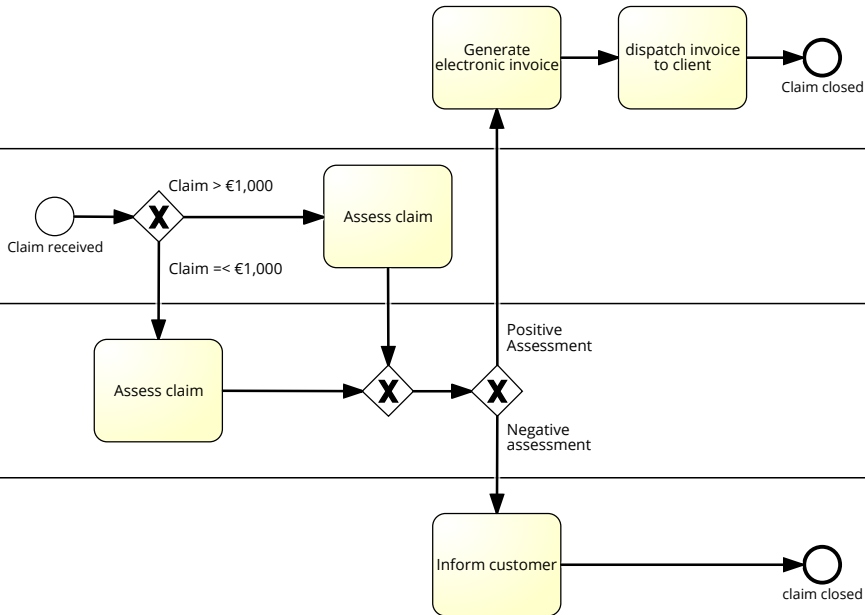 Generate
electronic invoice
dispatch invoice
to client
Claim closed
Claim > €1,000
Assess claim
Claim received
Claim =< €1,000
Positive
Assessment
Assess claim
Negative
assessment
Inform customer
claim closed